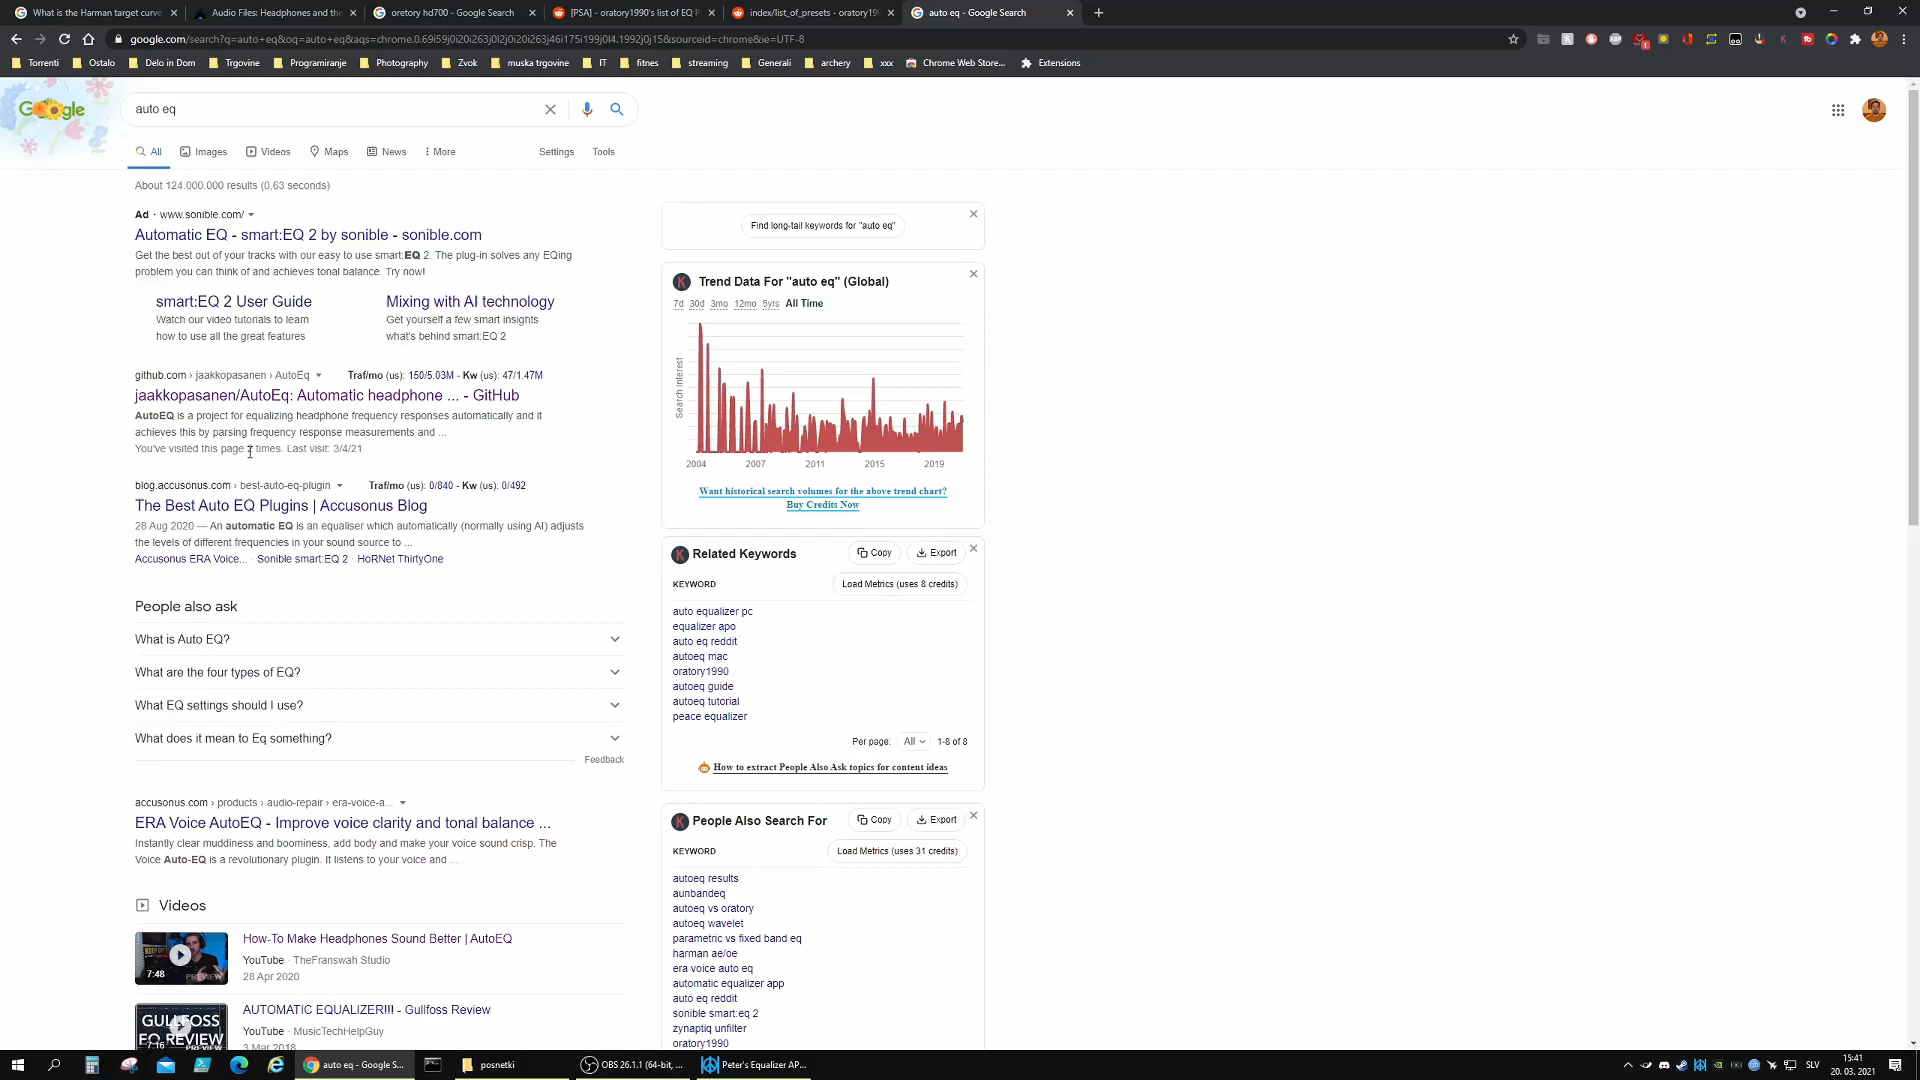 What is the Harman target curve
Audio Files: Headphones and the
oretory hd700 - Google Search
[PSA] - oratory1990's list of EQ P
index/list_of_presets - oratory199
auto eq - Google Search
google.com/search?q=auto+eq&oq=auto+eq&aqs=chrome.0.69i59j0i20i263j0l2j0i20i263j46i175i199j0l4.1992j0j15&sourceid=chrome&ie=UTF-8
Torrenti
Ostalo
Delo in Dom
Trgovine
Programiranje
Photography
Zvok
muska trgovine
IT
fitnes
streaming
Generali
archery
xxx
Chrome Web Store...
Extensions
Google
auto eq
All
Images
Videos
Maps
News
More
Settings
Tools
About 124.000.000 results (0,63 seconds)
Ad · www.sonible.com/
Automatic EQ - smart:EQ 2 by sonible - sonible.com
Get the best out of your tracks with our easy to use smart:EQ 2. The plug-in solves any EQing
problem you can think of and achieves tonal balance. Try now!
smart:EQ 2 User Guide
Watch our video tutorials to learn
how to use all the great features
Mixing with AI technology
Get yourself a few smart insights
what's behind smart:EQ 2
github.com › jaakkopasanen › AutoEq
Traf/mo (us): 150/5.03M - Kw (us): 47/1.47M
jaakkopasanen/AutoEq: Automatic headphone ... - GitHub
AutoEQ is a project for equalizing headphone frequency responses automatically and it
achieves this by parsing frequency response measurements and ...
You've visited this page 2 times. Last visit: 3/4/21
blog.accusonus.com › best-auto-eq-plugin
Traf/mo (us): 0/840 - Kw (us): 0/492
The Best Auto EQ Plugins | Accusonus Blog
28 Aug 2020 — An automatic EQ is an equaliser which automatically (normally using AI) adjusts
the levels of different frequencies in your sound source to ...
Accusonus ERA Voice... · Sonible smart:EQ 2 · HoRNet ThirtyOne
People also ask
What is Auto EQ?
What are the four types of EQ?
What EQ settings should I use?
What does it mean to Eq something?
Feedback
accusonus.com › products › audio-repair › era-voice-a...
ERA Voice AutoEQ - Improve voice clarity and tonal balance ...
Instantly clear muddiness and boominess, add body and make your voice sound crisp. The
Voice Auto-EQ is a revolutionary plugin. It listens to your voice and ...
Videos
7:48
PREVIEW
How-To Make Headphones Sound Better | AutoEQ
YouTube · TheFranswah Studio
28 Apr 2020
GULLFOSS
EQ REVIEW
7:16
PREVIEW
AUTOMATIC EQUALIZER!!! - Gullfoss Review
YouTube · MusicTechHelpGuy
3 Mar 2018
Find long-tail keywords for "auto eq"
Trend Data For "auto eq" (Global)
7d 30d 3mo 12mo 5yrs All Time
Search Interest
2004 2007 2011 2015 2019
Want historical search volumes for the above trend chart?
Buy Credits Now
Related Keywords
Copy
Export
KEYWORD
Load Metrics (uses 8 credits)
auto equalizer pc
equalizer apo
auto eq reddit
autoeq mac
oratory1990
autoeq guide
autoeq tutorial
peace equalizer
Per page: All 1-8 of 8
How to extract People Also Ask topics for content ideas
People Also Search For
Copy
Export
KEYWORD
Load Metrics (uses 31 credits)
autoeq results
aunbandeq
autoeq vs oratory
autoeq wavelet
parametric vs fixed band eq
harman ae/oe
era voice auto eq
automatic equalizer app
auto eq reddit
sonible smart:eq 2
zynaptiq unfilter
oratory1990
auto eq - Google S...
posnetki
OBS 26.1.1 (64-bit, ...
Peter's Equalizer AP...
SLV
15:41
20. 03. 2021